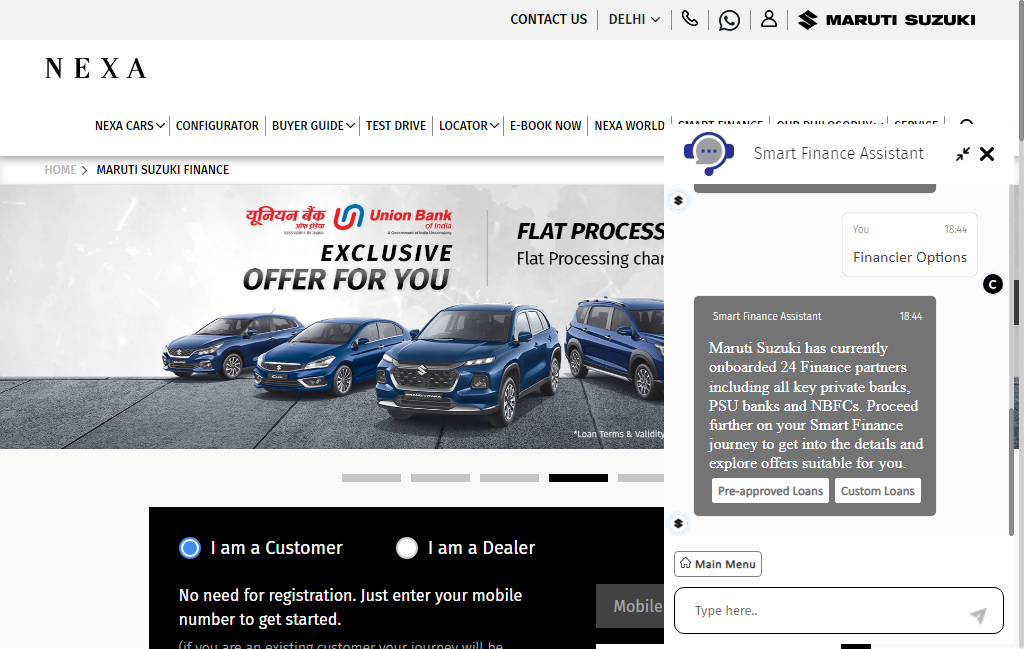 CONTACT US
DELHI
MARUTI SUZUKI
NEXA
NEXA CARS
CONFIGURATOR
BUYER GUIDE
TEST DRIVE
LOCATOR
E-BOOK NOW
NEXA WORLD
SMART FINANCE
OUR PHILOSOPHY
SERVICE
HOME
MARUTI SUZUKI FINANCE
यूनियन बैंक
ऑफ इंडिया
Union Bank
of India
A Government of India Undertaking
EXCLUSIVE
OFFER FOR YOU
FLAT PROCESS
Flat Processing char
GRAND VITARA
*Loan Terms & Validity
I am a Customer
I am a Dealer
No need for registration. Just enter your mobile
number to get started.
(if you are an existing customer your journey will be
Mobile
Smart Finance Assistant
You
18:44
Financier Options
C
Smart Finance Assistant
18:44
Maruti Suzuki has currently
onboarded 24 Finance partners
including all key private banks,
PSU banks and NBFCs. Proceed
further on your Smart Finance
journey to get into the details and
explore offers suitable for you.
Pre-approved Loans
Custom Loans
Main Menu
Type here..